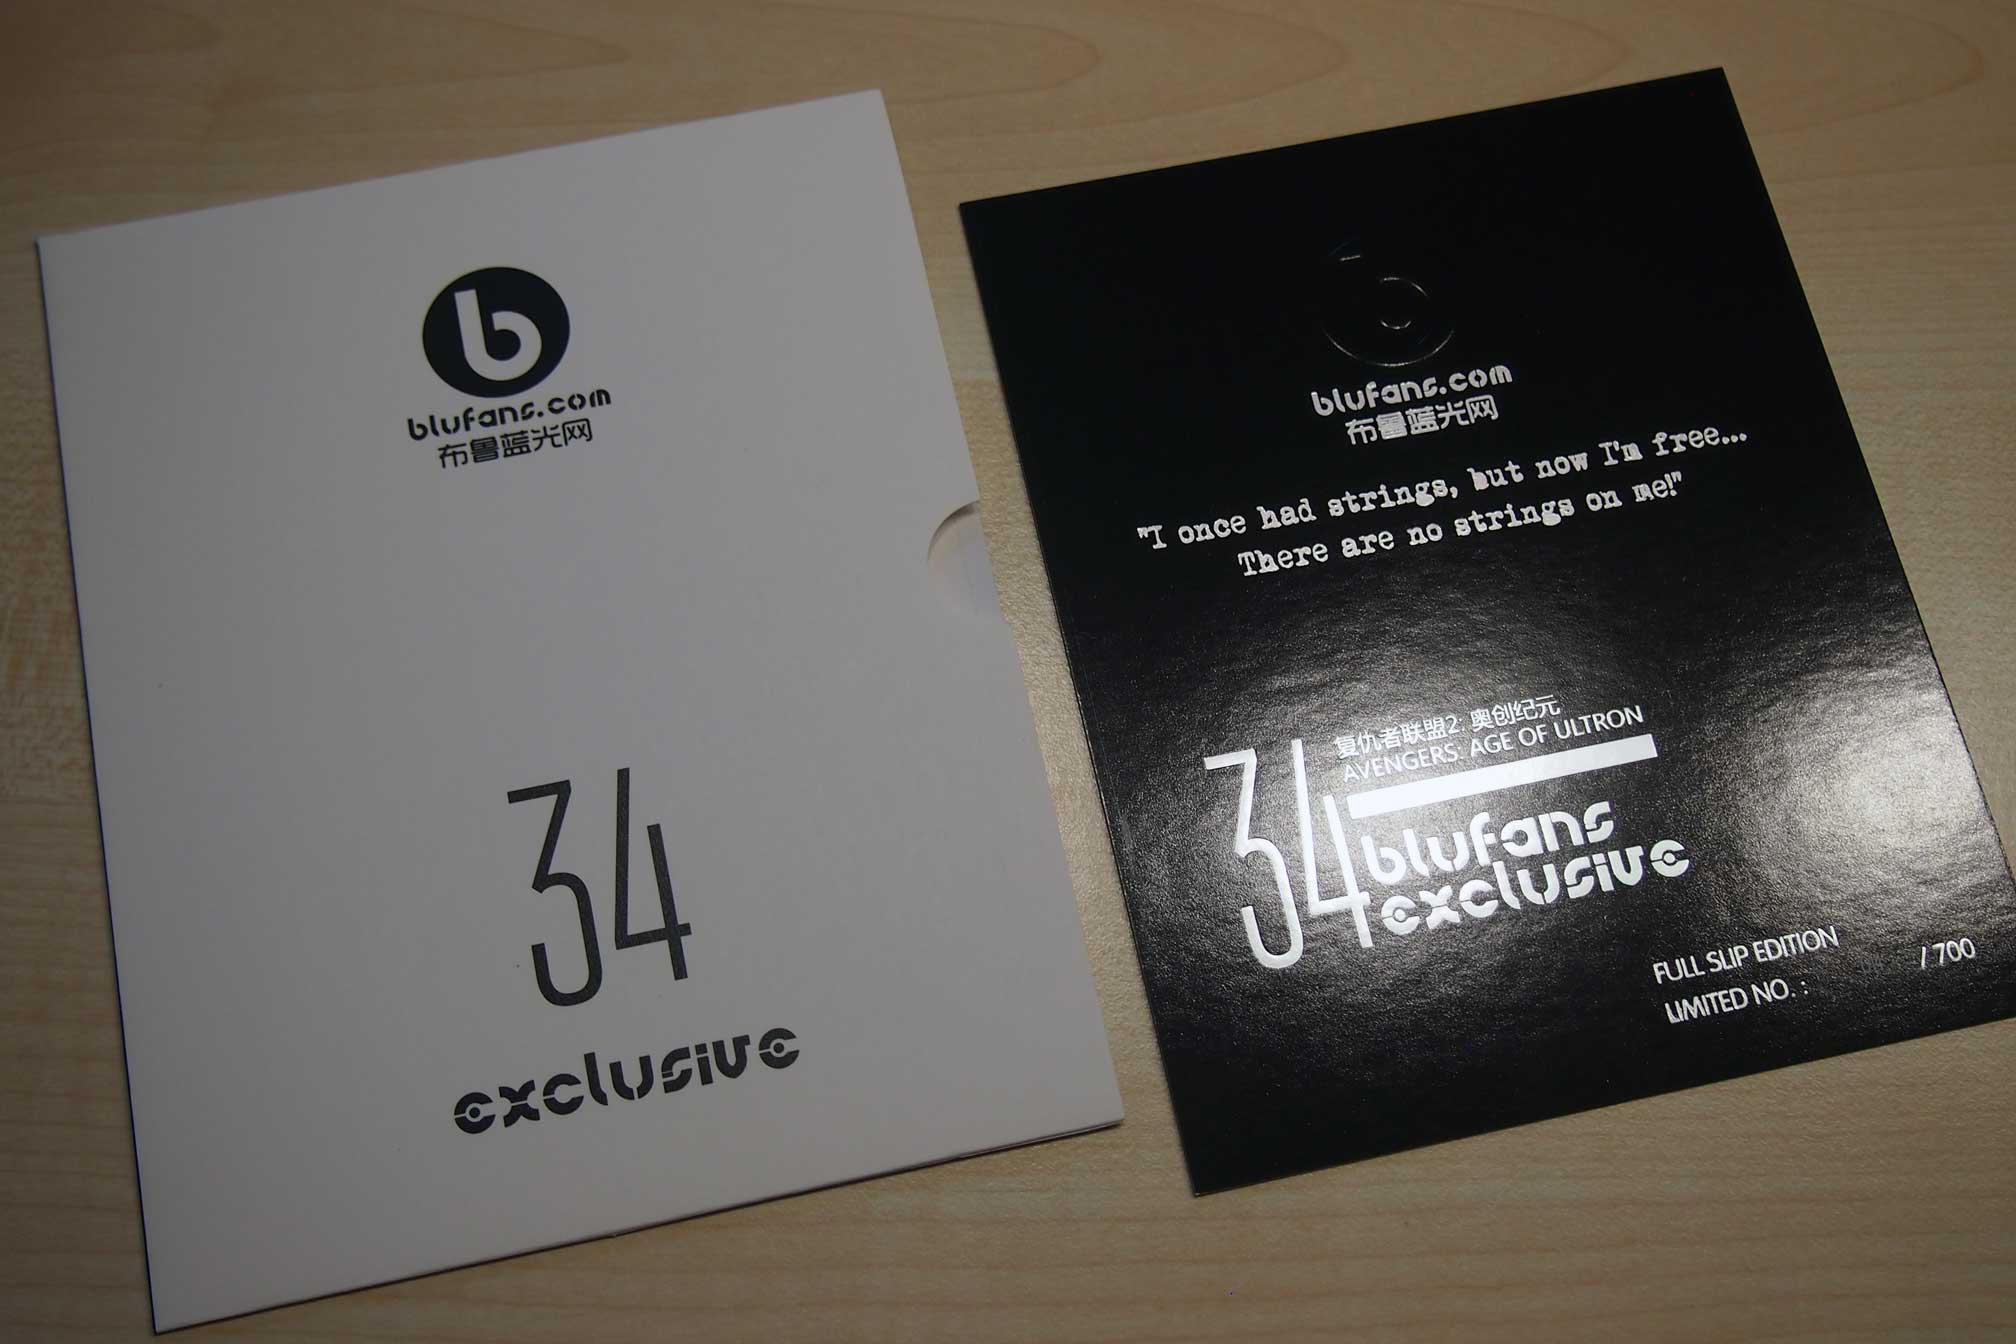 b
blufans.com
布鲁蓝光网
34
exclusive
b
blufans.com
布鲁蓝光网
"I once had strings, but now I'm free...
There are no strings on me!"
复仇者联盟2: 奥创纪元
AVENGERS: AGE OF ULTRON
34
blufans
exclusive
FULL SLIP EDITION
LIMITED NO. : /700